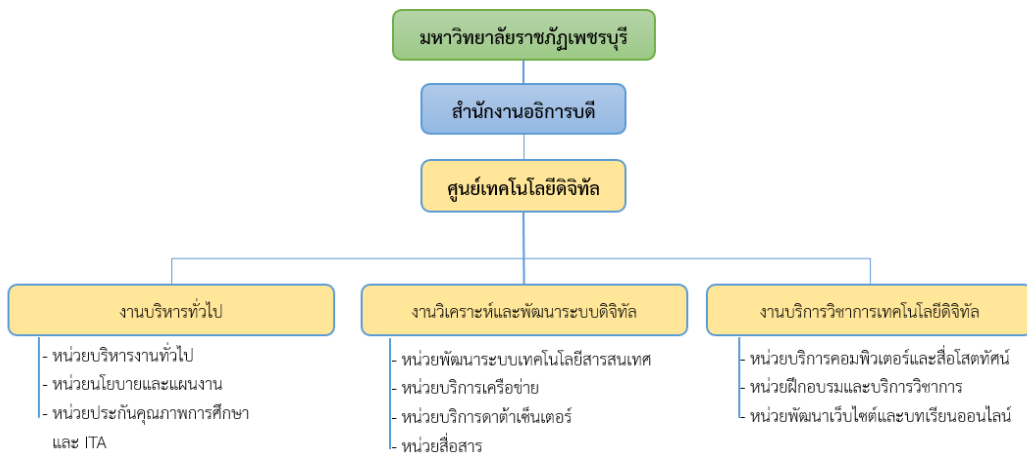 มหาวิทยาลัยราชภัฏเพชรบุรี
สำนักงานอธิการบดี
ศูนย์เทคโนโลยีดิจิทัล
งานบริหารทั่วไป
- หน่วยบริหารงานทั่วไป
- หน่วยนโยบายและแผนงาน
- หน่วยประกันคุณภาพการศึกษา
และ ITA
งานวิเคราะห์และพัฒนาระบบดิจิทัล
- หน่วยพัฒนาระบบเทคโนโลยีสารสนเทศ
- หน่วยบริการเครือข่าย
- หน่วยบริการดาต้าเซ็นเตอร์
- หน่วยสื่อสาร
งานบริการวิชาการเทคโนโลยีดิจิทัล
- หน่วยบริการคอมพิวเตอร์และสื่อโสตทัศน์
- หน่วยฝึกอบรมและบริการวิชาการ
- หน่วยพัฒนาเว็บไซต์และบทเรียนออนไลน์